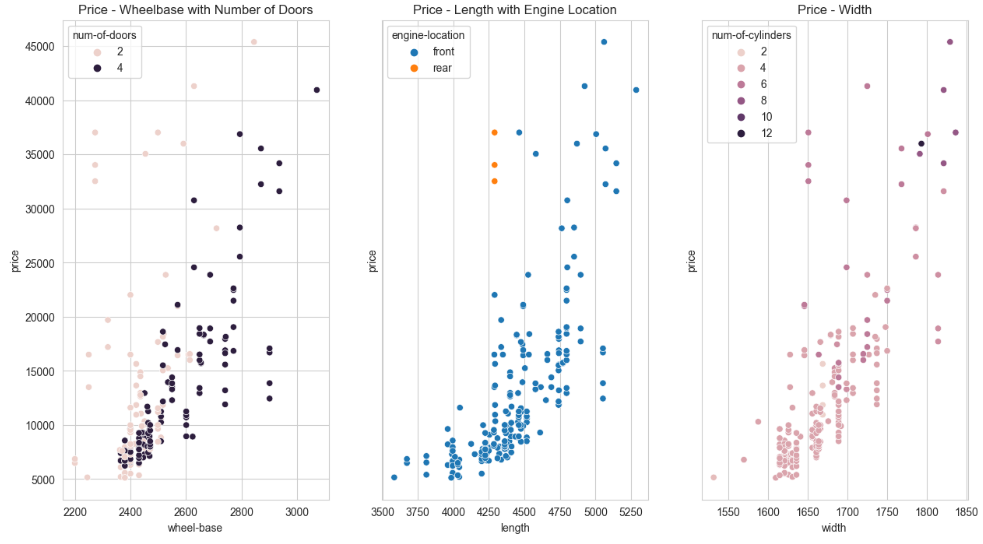 Price - Wheelbase with Number of Doors
num-of-doors
2
4
45000
40000
35000
30000
25000
20000
15000
10000
5000
price
2200 2400 2600 2800 3000
wheel-base
Price - Length with Engine Location
engine-location
front
rear
price
3500 3750 4000 4250 4500 4750 5000 5250
length
Price - Width
num-of-cylinders
2
4
6
8
10
12
price
1550 1600 1650 1700 1750 1800 1850
width